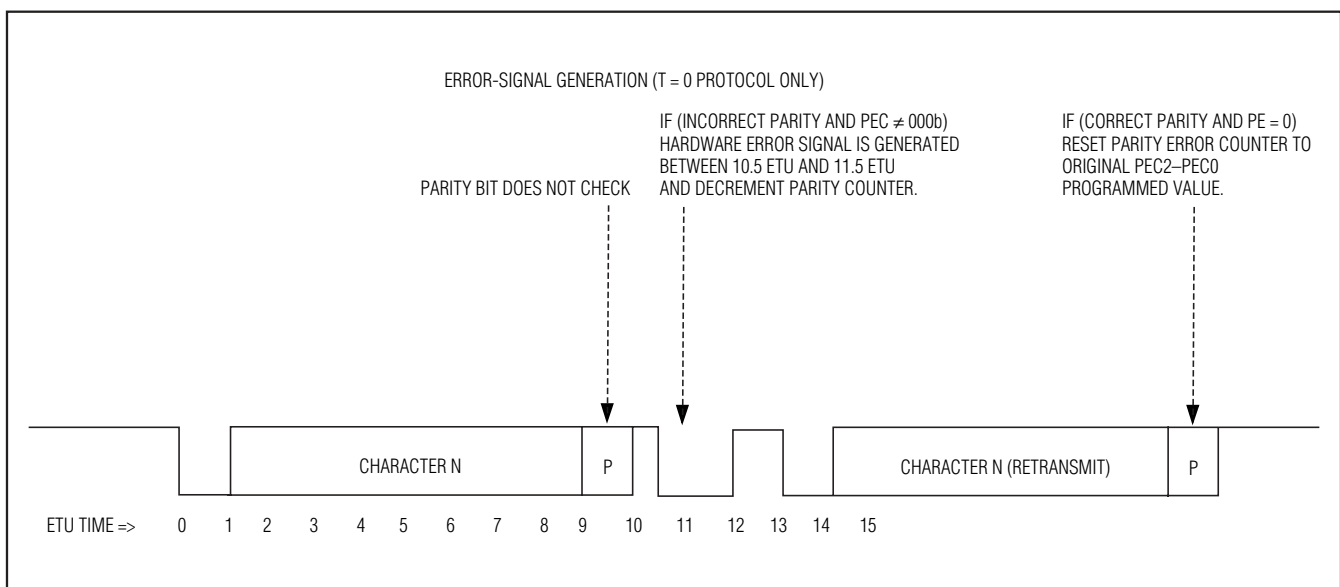 ERROR-SIGNAL GENERATION (T = 0 PROTOCOL ONLY)
PARITY BIT DOES NOT CHECK
IF (INCORRECT PARITY AND PEC ≠ 000b)
HARDWARE ERROR SIGNAL IS GENERATED
BETWEEN 10.5 ETU AND 11.5 ETU
AND DECREMENT PARITY COUNTER.
IF (CORRECT PARITY AND PE = 0)
RESET PARITY ERROR COUNTER TO
ORIGINAL PEC2–PEC0
PROGRAMMED VALUE.
CHARACTER N
P
CHARACTER N (RETRANSMIT)
P
ETU TIME => 0 1 2 3 4 5 6 7 8 9 10 11 12 13 14 15